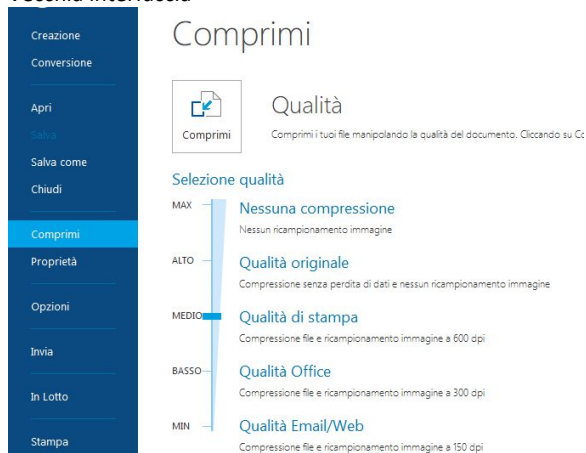 Vecchia interfaccia
Creazione
Conversione
Apri
Salva
Salva come
Chiudi
Comprimi
Proprietà
Opzioni
Invia
In Lotto
Stampa
Comprimi
Comprimi
Qualità
Comprimi i tuoi file manipolando la qualità del documento. Cliccando su Co
Selezione qualità
MAX
Nessuna compressione
Nessun ricampionamento immagine
ALTO
Qualità originale
Compressione senza perdita di dati e nessun ricampionamento immagine
MEDIO
Qualità di stampa
Compressione file e ricampionamento immagine a 600 dpi
BASSO
Qualità Office
Compressione file e ricampionamento immagine a 300 dpi
MIN
Qualità Email/Web
Compressione file e ricampionamento immagine a 150 dpi